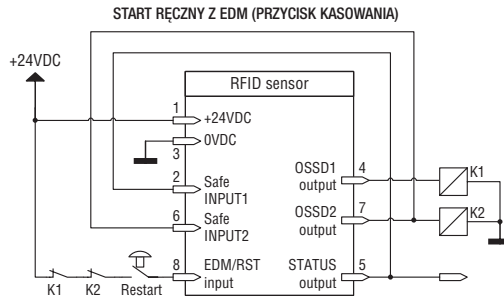 START RĘCZNY Z EDM (PRZYCISK KASOWANIA)
+24VDC
RFID sensor
1
+24VDC
0VDC
3
2
Safe
INPUT1
6
Safe
INPUT2
8
EDM/RST
input
OSSD1
output
4
K1
OSSD2
output
7
K2
STATUS
output
5
K1
K2
Restart